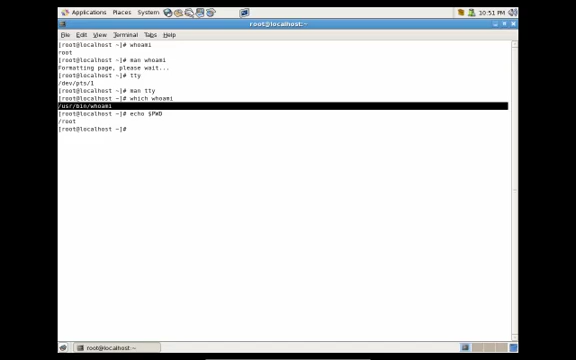 Applications Places System
10:51 PM
root@localhost:~
File Edit View Terminal Tabs Help
[root@localhost ~]# whoami
root
[root@localhost ~]# man whoami
Formatting page, please wait...
[root@localhost ~]# tty
/dev/pts/1
[root@localhost ~]# man tty
[root@localhost ~]# which whoami
/usr/bin/whoami
[root@localhost ~]# echo $PWD
/root
[root@localhost ~]#
root@localhost:~